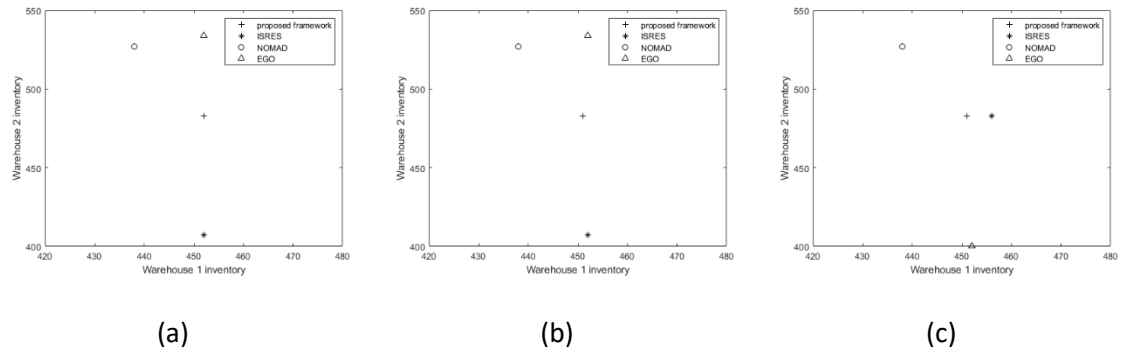 550
500
450
400
Warehouse 2 inventory
proposed framework
ISRES
NOMAD
EGO
420 430 440 450 460 470 480
Warehouse 1 inventory
(a)
550
500
450
400
Warehouse 2 inventory
proposed framework
ISRES
NOMAD
EGO
420 430 440 450 460 470 480
Warehouse 1 inventory
(b)
550
500
450
400
Warehouse 2 inventory
proposed framework
ISRES
NOMAD
EGO
420 430 440 450 460 470 480
Warehouse 1 inventory
(c)